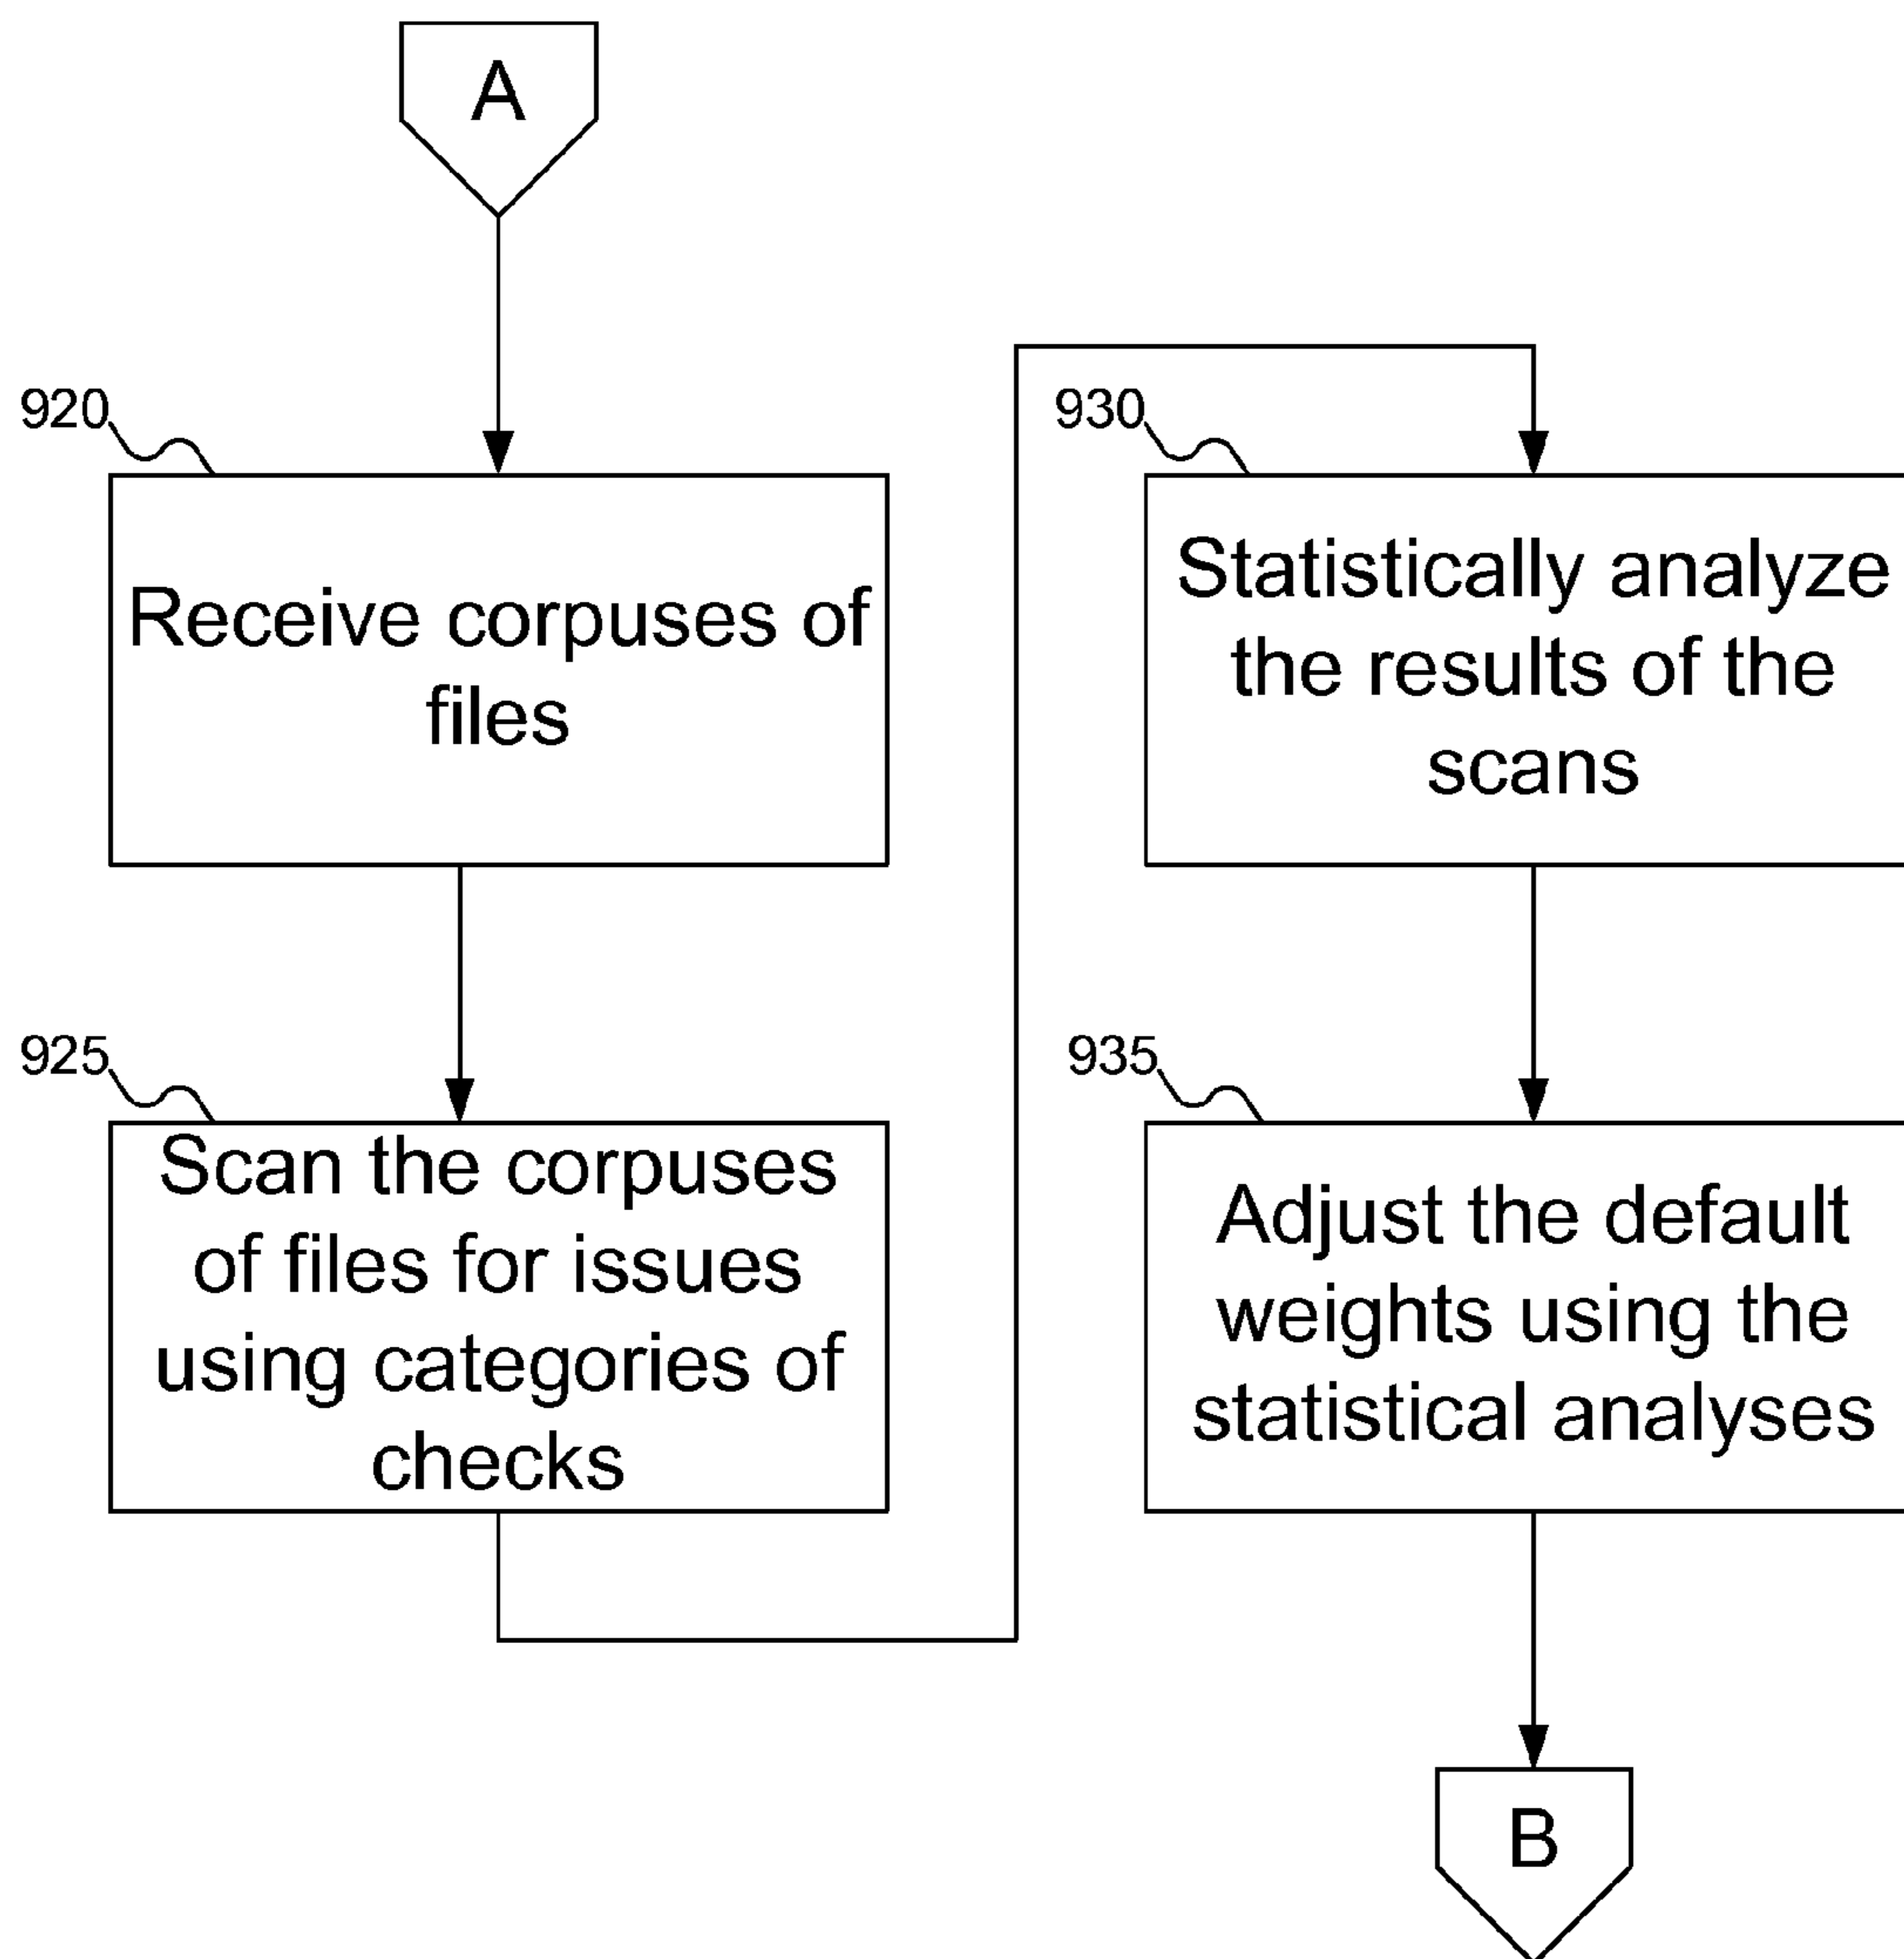 A
920
Receive corpuses of
files
925
Scan the corpuses
of files for issues
using categories of
checks
930
Statistically analyze
the results of the
scans
935
Adjust the default
weights using the
statistical analyses
B